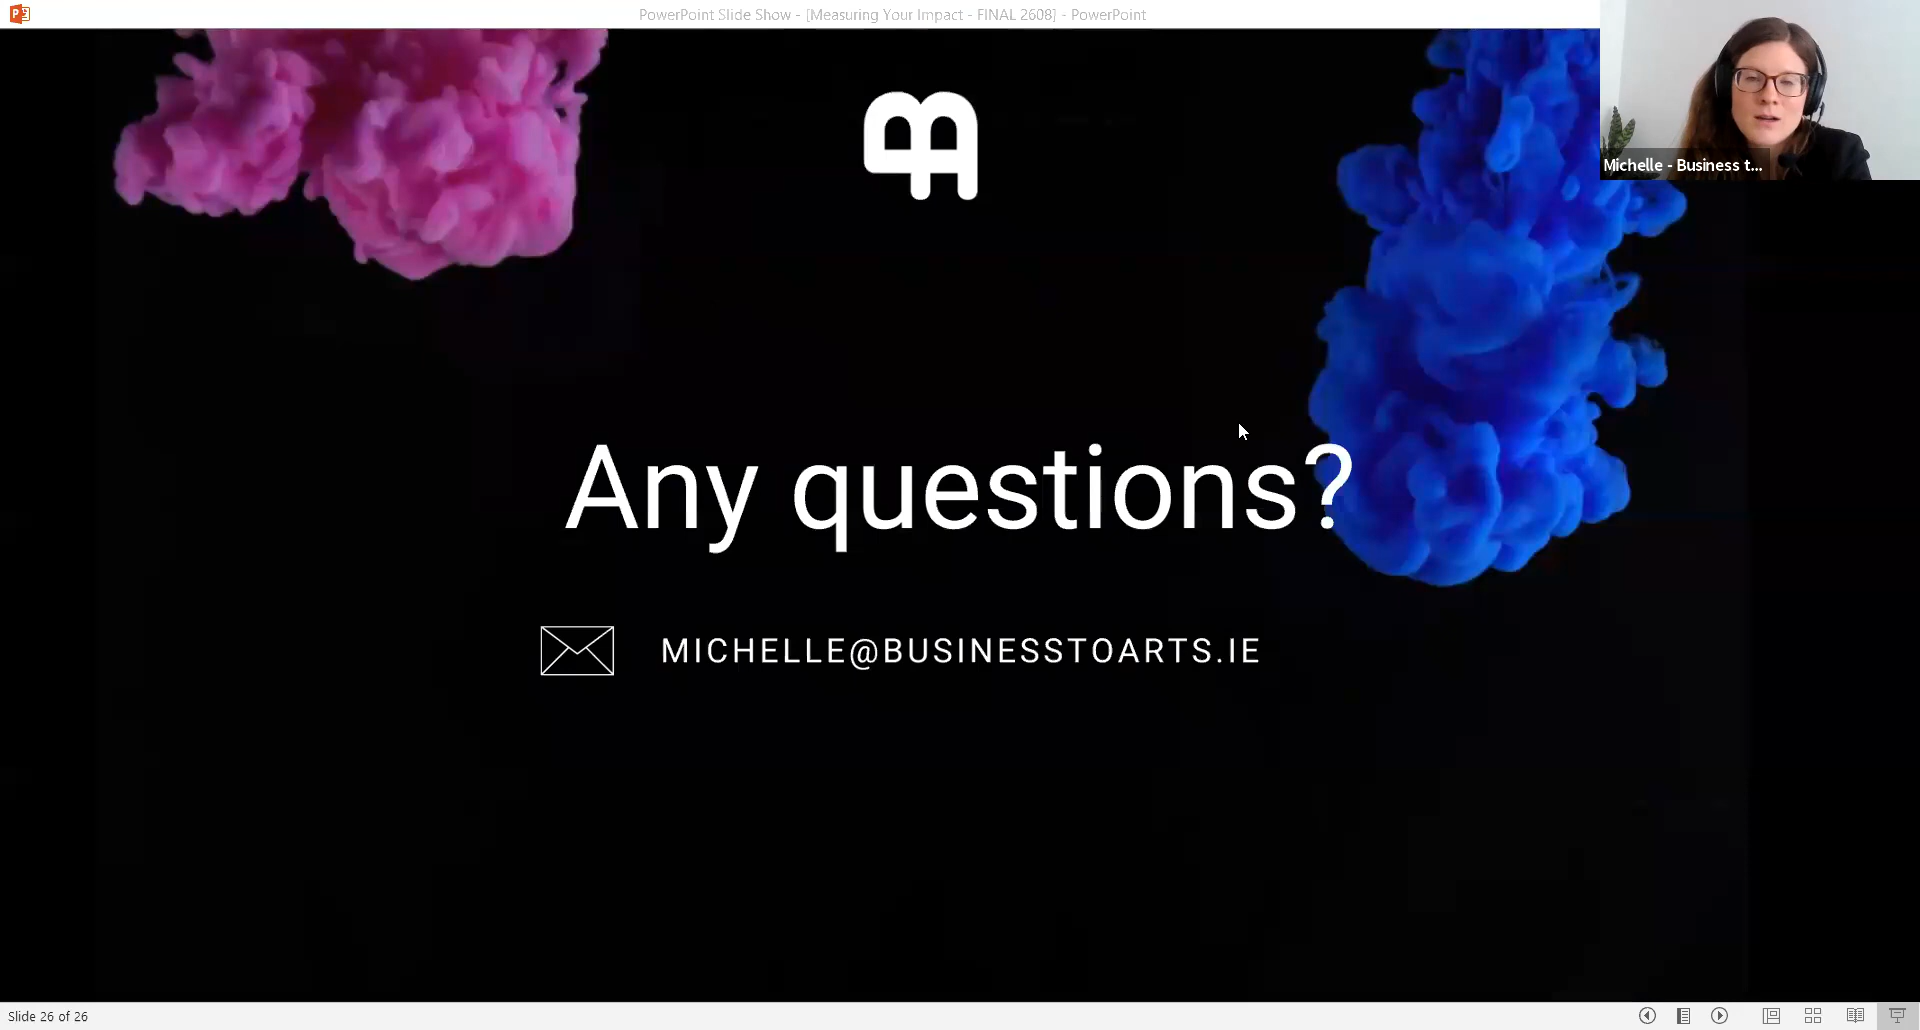 PowerPoint Slide Show - [Measuring Your Impact - FINAL 2608] - PowerPoint
Michelle - Business t...
Any questions?
MICHELLE@BUSINESSTOARTS.IE
Slide 26 of 26